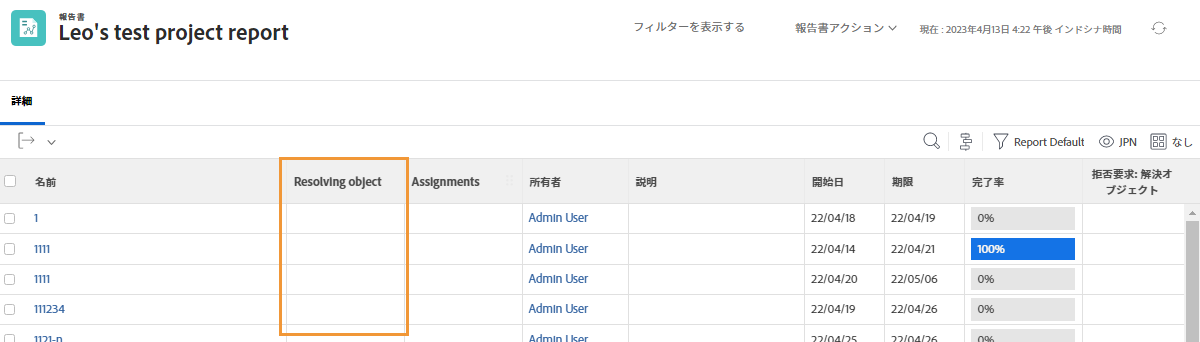 報告書
Leo's test project report
フィルターを表示する
報告書アクション
現在 : 2023年4月13日 4:22 午後 インドシナ時間
詳細
Report Default
JPN
なし
名前
Resolving object
Assignments
所有者
説明
開始日
期限
完了率
拒否要求: 解決オ
ブジェクト
1
Admin User
22/04/18
22/04/19
0%
1111
Admin User
22/04/14
22/04/21
100%
1111
Admin User
22/04/20
22/05/06
0%
111234
Admin User
22/04/19
22/04/26
0%
1121-n
Admin User
22/04/25
22/04/26
0%